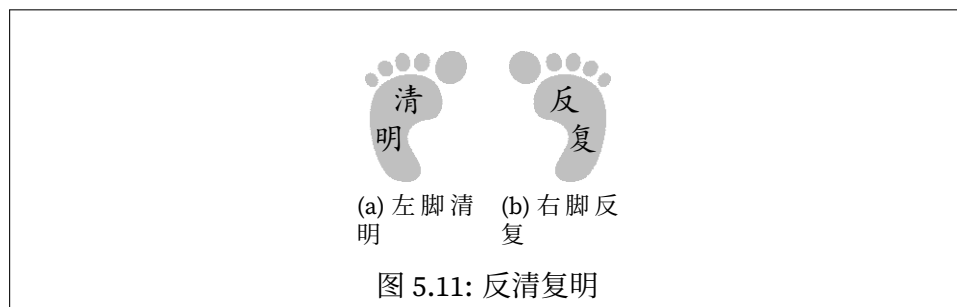 清 反
明 复
(a) 左脚清明
(b) 右脚反复
图 5.11: 反清复明